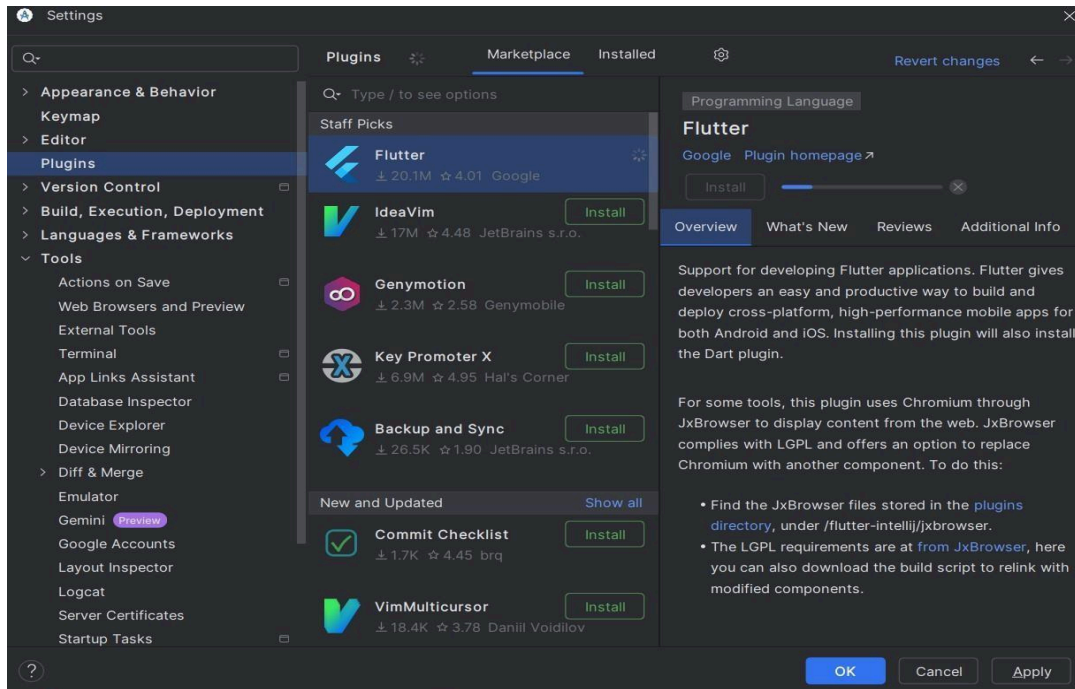 Settings
Appearance & Behavior
Keymap
Editor
Plugins
Version Control
Build, Execution, Deployment
Languages & Frameworks
Tools
Actions on Save
Web Browsers and Preview
External Tools
Terminal
App Links Assistant
Database Inspector
Device Explorer
Device Mirroring
Diff & Merge
Emulator
Gemini Preview
Google Accounts
Layout Inspector
Logcat
Server Certificates
Startup Tasks
?
Plugins Marketplace Installed
Revert changes
Type / to see options
Staff Picks
Flutter
20.1M 4.01 Google
IdeaVim Install
17M 4.48 JetBrains s.r.o.
Genymotion Install
2.3M 2.58 Genymobile
Key Promoter X Install
6.9M 4.95 Hal's Corner
Backup and Sync Install
26.5K 1.90 JetBrains s.r.o.
New and Updated Show all
Commit Checklist Install
1.7K 4.45 brq
VimMulticursor Install
18.4K 3.78 Daniil Voidilov
Programming Language
Flutter
Google Plugin homepage
Install
Overview What's New Reviews Additional Info
Support for developing Flutter applications. Flutter gives
developers an easy and productive way to build and
deploy cross-platform, high-performance mobile apps for
both Android and iOS. Installing this plugin will also install
the Dart plugin.
For some tools, this plugin uses Chromium through
JxBrowser to display content from the web. JxBrowser
complies with LGPL and offers an option to replace
Chromium with another component. To do this:
• Find the JxBrowser files stored in the plugins
directory, under /flutter-intellij/jxbrowser.
• The LGPL requirements are at from JxBrowser, here
you can also download the build script to relink with
modified components.
OK Cancel Apply